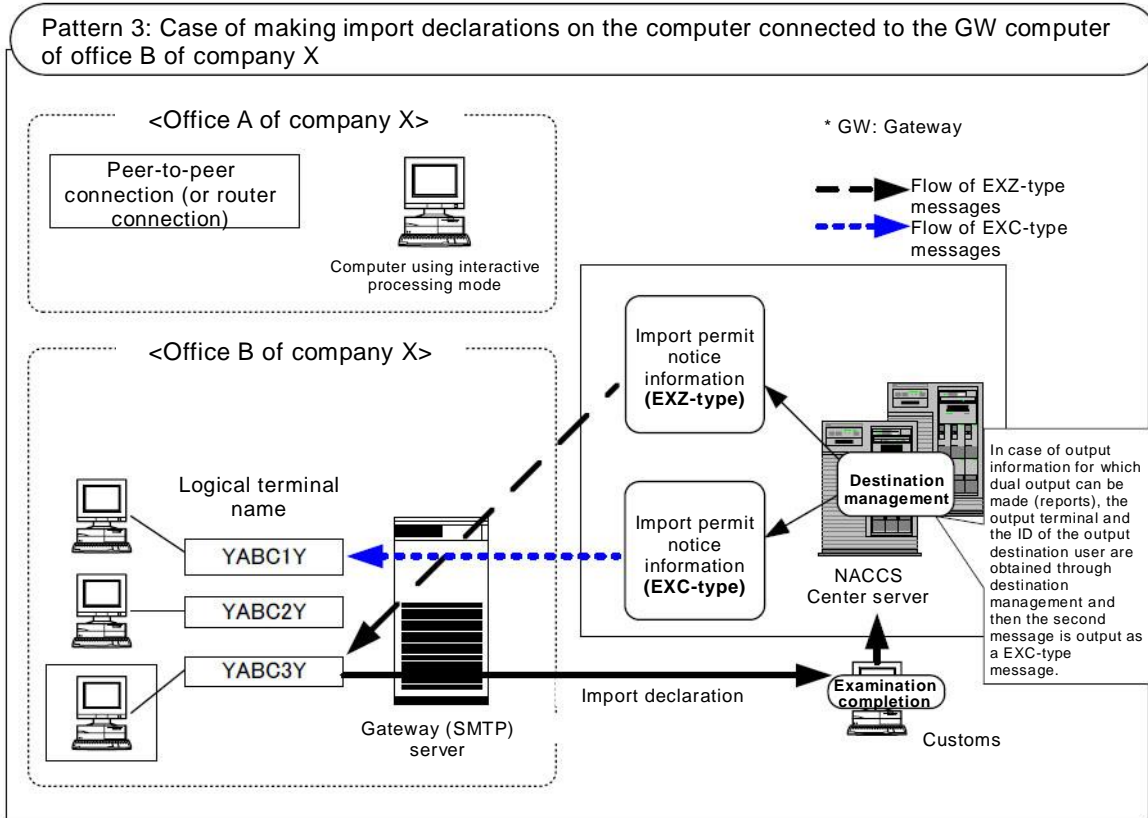 Pattern 3: Case of making import declarations on the computer connected to the GW computer
of office B of company X
<Office A of company X>
Peer-to-peer
connection (or router
connection)
Computer using interactive
processing mode
* GW: Gateway
Flow of EXZ-type
messages
Flow of EXC-type
messages
<Office B of company X>
Logical terminal
name
YABC1Y
YABC2Y
YABC3Y
Gateway (SMTP)
server
Import permit
notice
information
(EXZ-type)
Import permit
notice
information
(EXC-type)
Destination
management
NACCS
Center server
In case of output
information for which
dual output can be
made (reports), the
output terminal and
the ID of the output
destination user are
obtained through
destination
management and
then the second
message is output as
a EXC-type
message.
Import declaration
Examination
completion
Customs